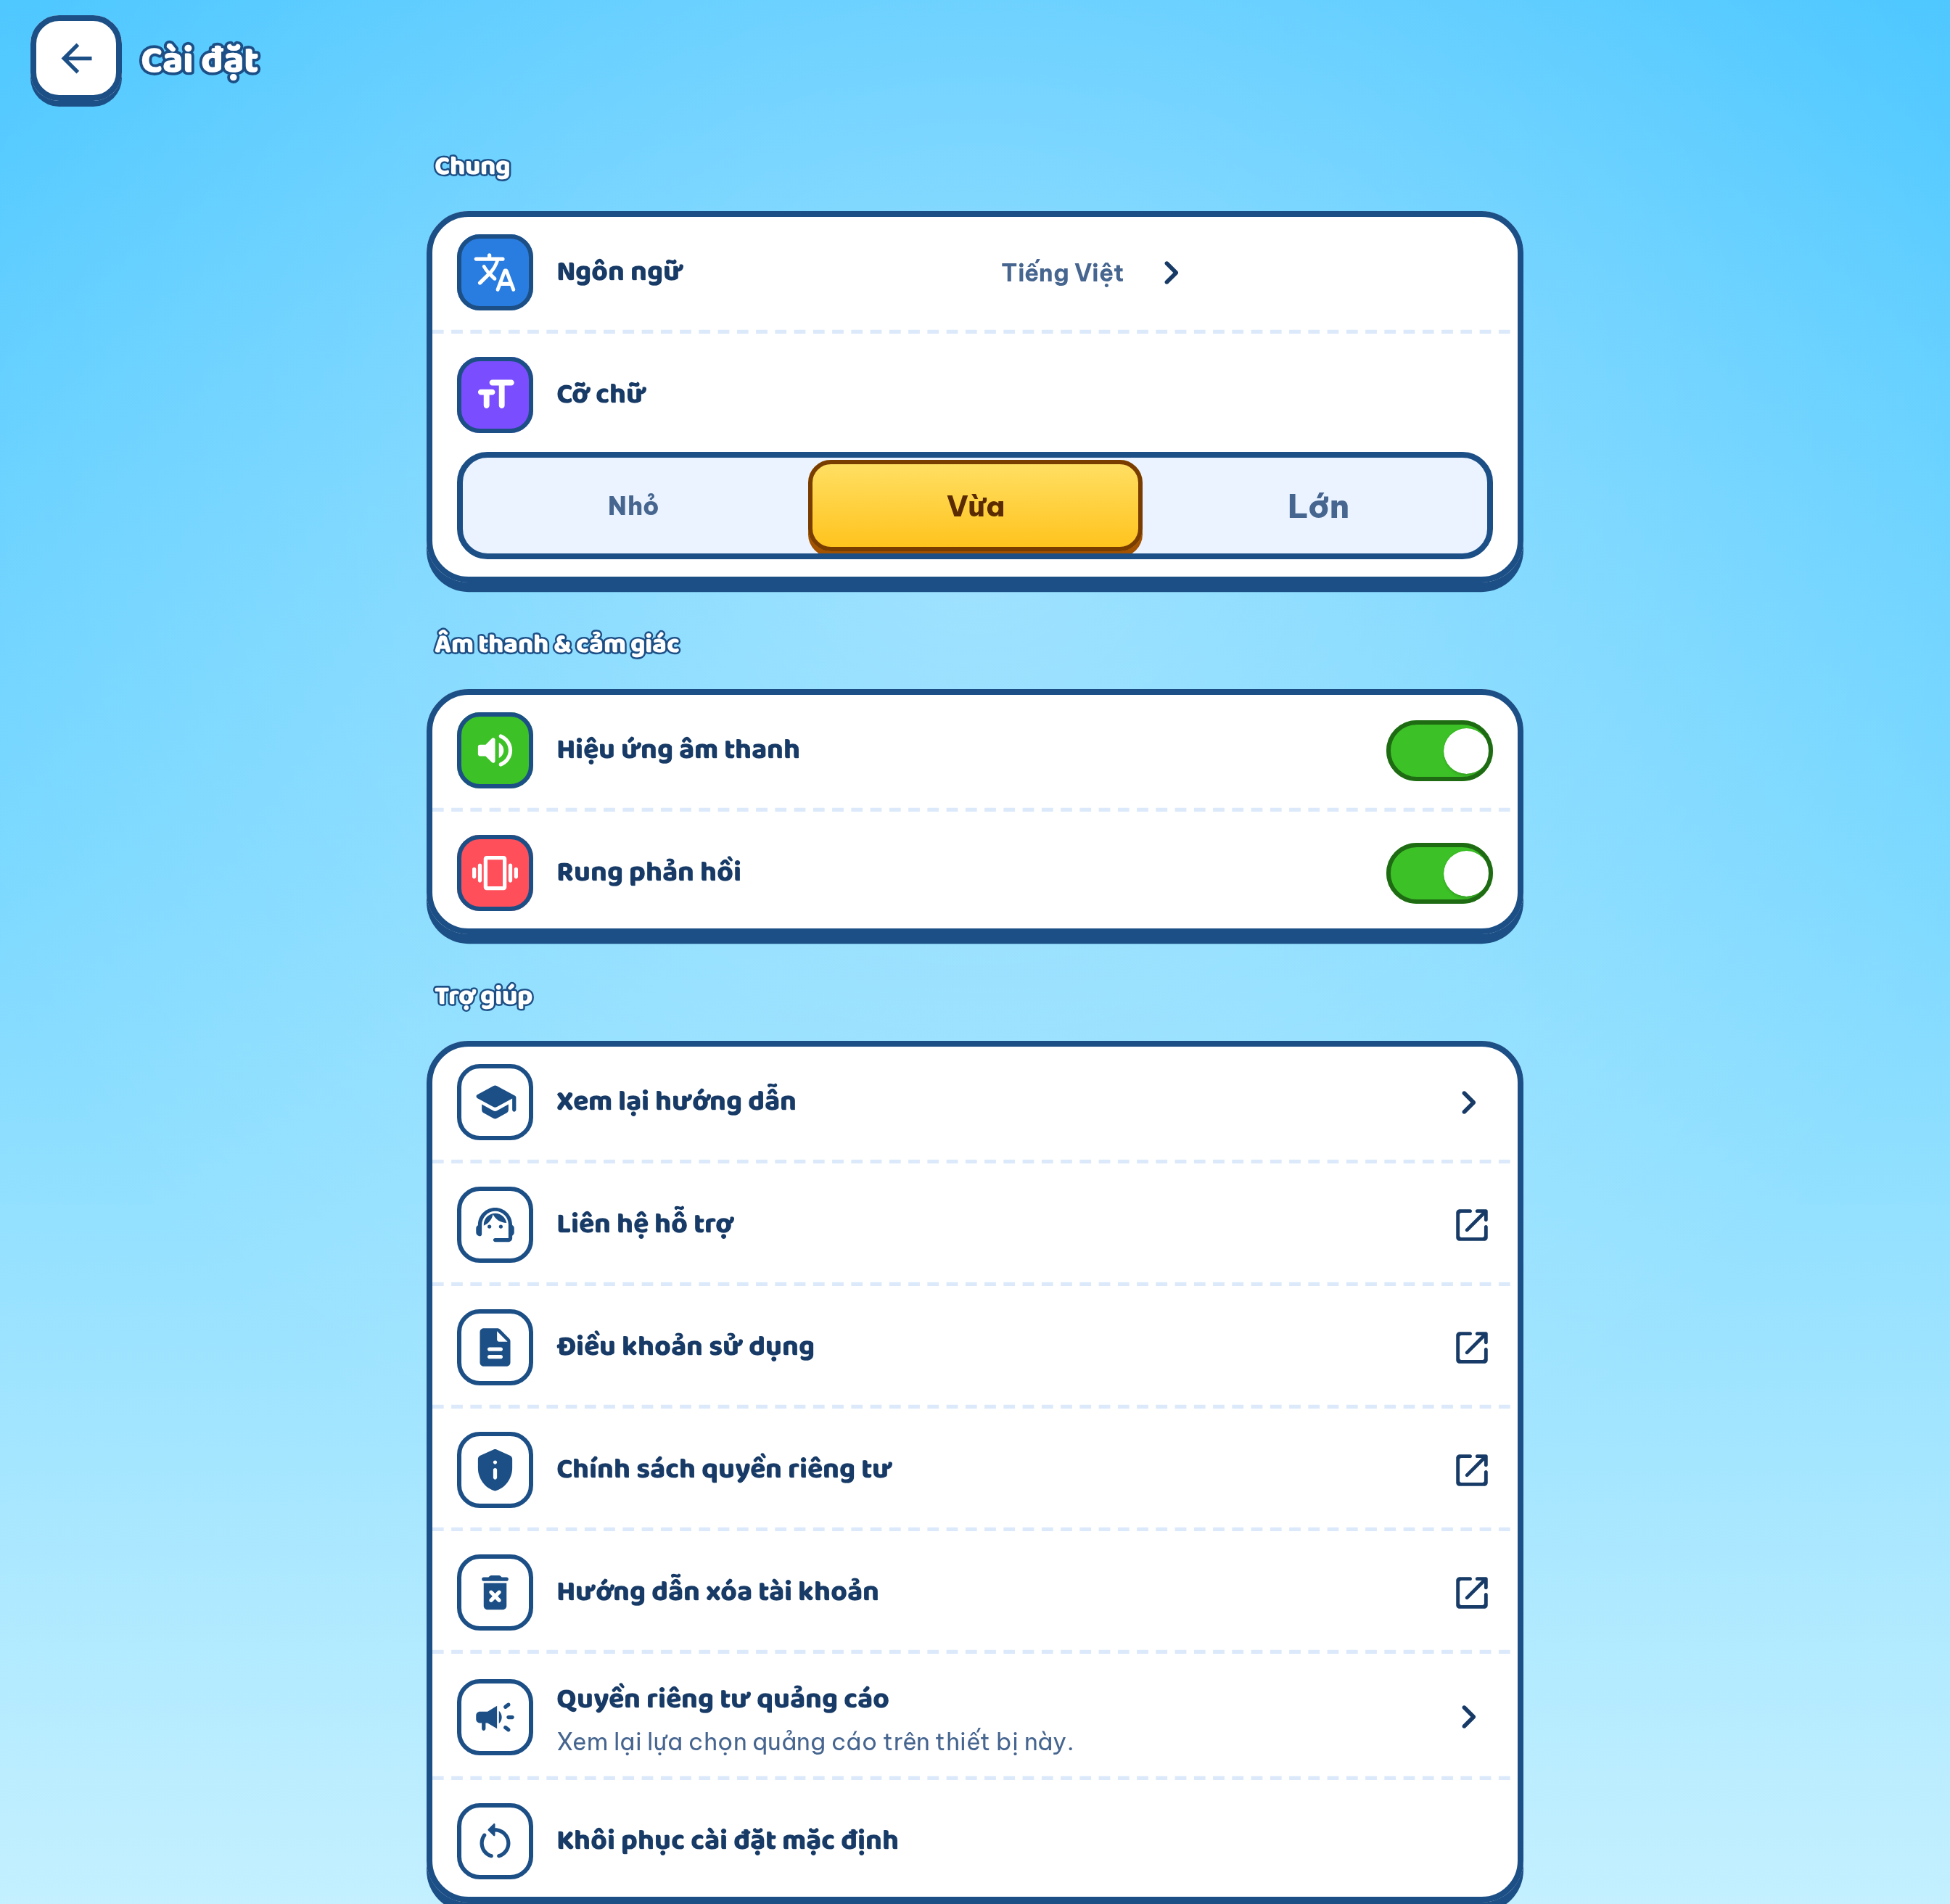 Cài đặt
Chung
Ngôn ngữ
Tiếng Việt
Cỡ chữ
Nhỏ
Vừa
Lớn
Âm thanh & cảm giác
Hiệu ứng âm thanh
Rung phản hồi
Trợ giúp
Xem lại hướng dẫn
Liên hệ hỗ trợ
Điều khoản sử dụng
Chính sách quyền riêng tư
Hướng dẫn xóa tài khoản
Quyền riêng tư quảng cáo
Xem lại lựa chọn quảng cáo trên thiết bị này.
Khôi phục cài đặt mặc định